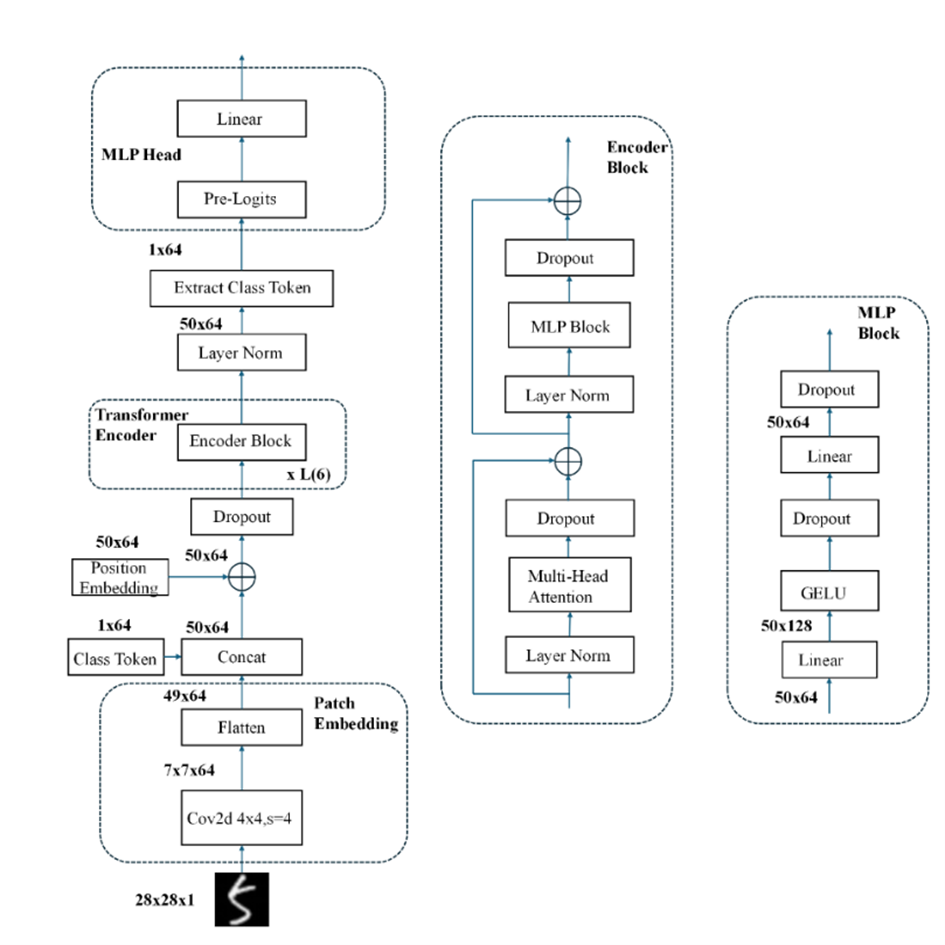 Linear
MLP Head
Pre-Logits
1x64
Extract Class Token
50x64
Layer Norm
Transformer
Encoder
Encoder Block
x L(6)
Dropout
50x64
50x64
Position
Embedding
1x64
50x64
Class Token
Concat
49x64
Patch
Embedding
Flatten
7x7x64
Cov2d 4x4,s=4
28x28x1
5
Encoder
Block
Dropout
MLP Block
Layer Norm
Dropout
Multi-Head
Attention
Layer Norm
MLP
Block
Dropout
50x64
Linear
Dropout
GELU
50x128
Linear
50x64